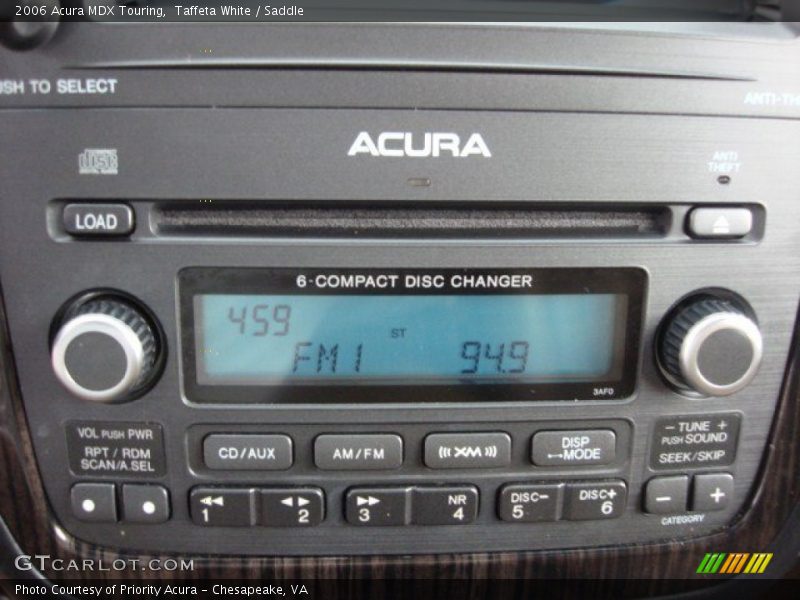 2006 Acura MDX Touring,  Taffeta White / Saddle
PUSH TO SELECT
ANTI-TH
ACURA
ANTI
THEFT
LOAD
6-COMPACT DISC CHANGER
459
ST
FM1 94.9
3AF0
VOL PUSH PWR
RPT / RDM
SCAN/A.SEL
CD/AUX
AM/FM
((XM))
DISP
MODE
− TUNE +
PUSH SOUND
SEEK/SKIP
1
2
3
NR
4
DISC−
5
DISC+
6
−
+
CATEGORY
GTCARLOT.COM
Photo Courtesy of Priority Acura – Chesapeake, VA